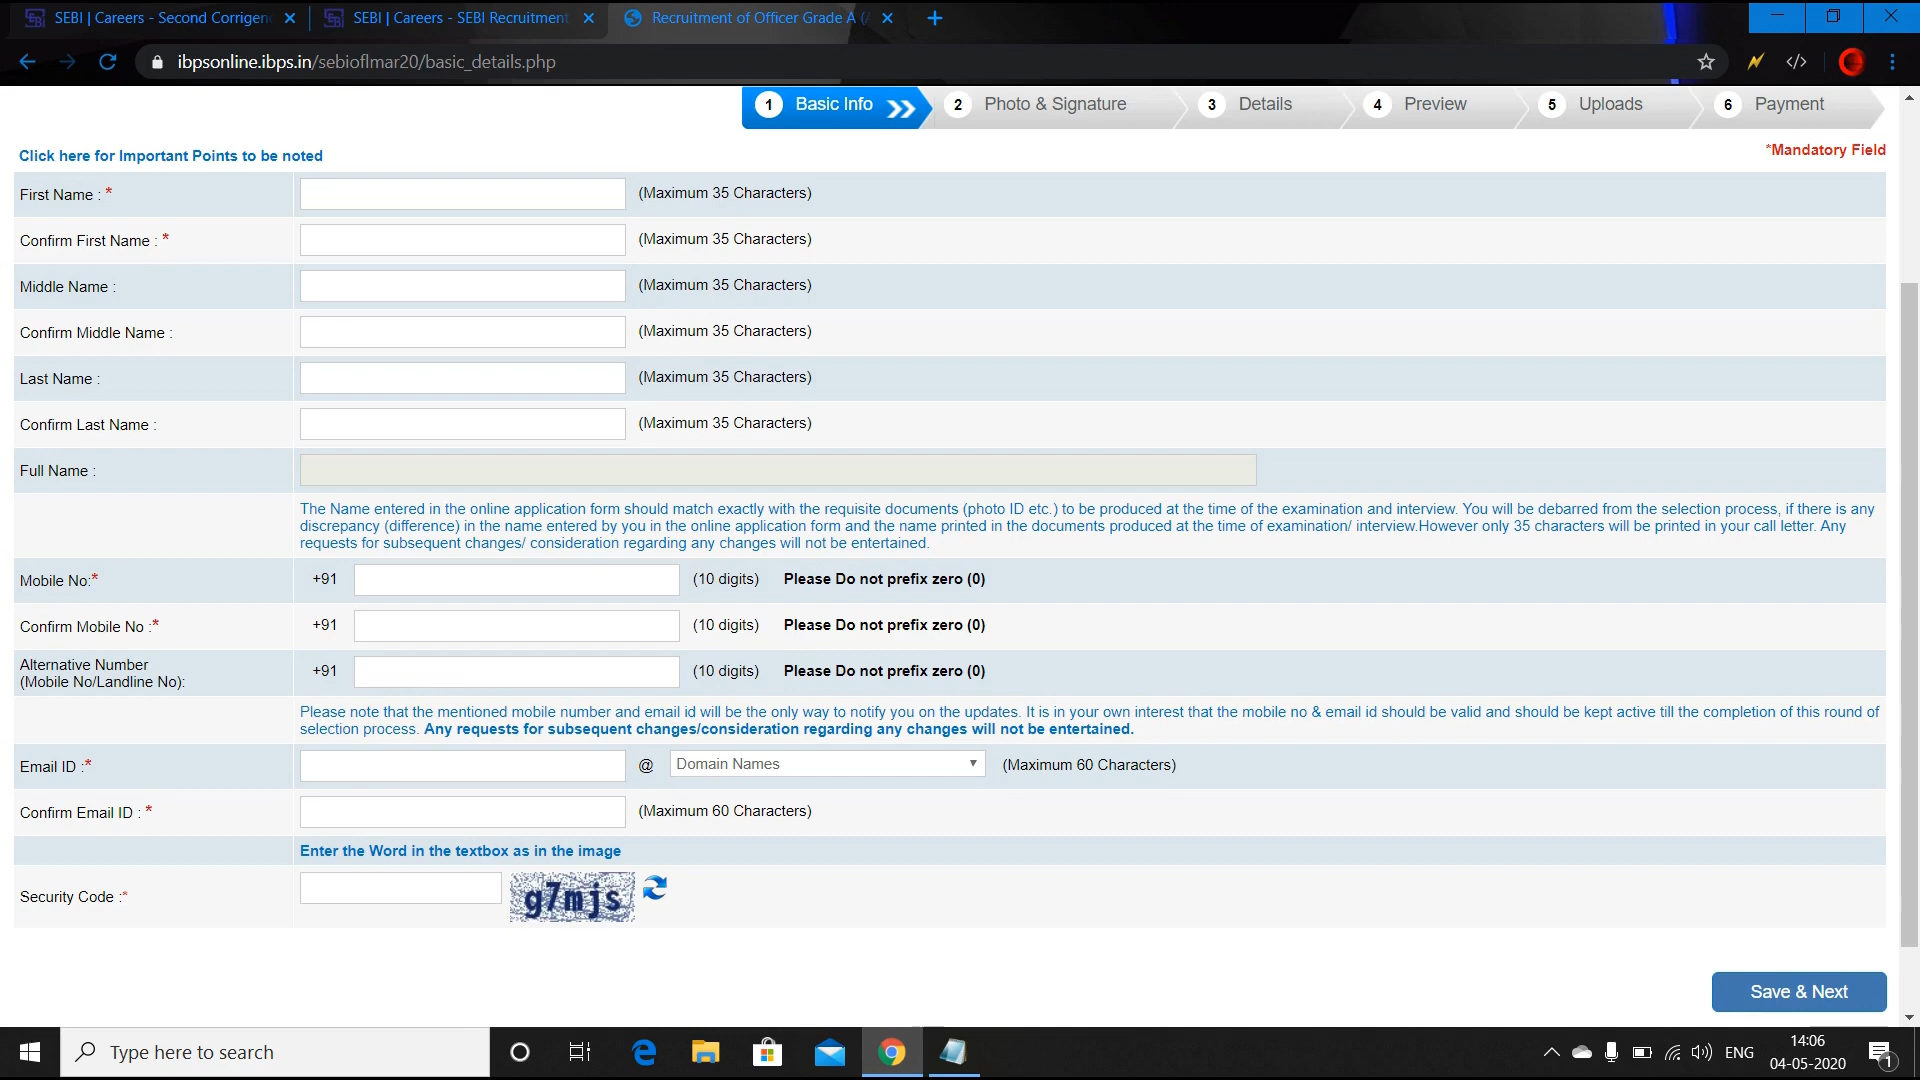 SEBI | Careers - Second Corrigen
SEBI | Careers - SEBI Recruitment
Recruitment of Officer Grade A (
ibpsonline.ibps.in/sebioflmar20/basic_details.php
1 Basic Info
2 Photo & Signature
3 Details
4 Preview
5 Uploads
6 Payment
Click here for Important Points to be noted
*Mandatory Field
First Name : * (Maximum 35 Characters)
Confirm First Name : * (Maximum 35 Characters)
Middle Name : (Maximum 35 Characters)
Confirm Middle Name : (Maximum 35 Characters)
Last Name : (Maximum 35 Characters)
Confirm Last Name : (Maximum 35 Characters)
Full Name :
The Name entered in the online application form should match exactly with the requisite documents (photo ID etc.) to be produced at the time of the examination and interview. You will be debarred from the selection process, if there is any
discrepancy (difference) in the name entered by you in the online application form and the name printed in the documents produced at the time of examination/ interview.However only 35 characters will be printed in your call letter. Any
requests for subsequent changes/ consideration regarding any changes will not be entertained.
Mobile No:* +91 (10 digits) Please Do not prefix zero (0)
Confirm Mobile No :* +91 (10 digits) Please Do not prefix zero (0)
Alternative Number
(Mobile No/Landline No): +91 (10 digits) Please Do not prefix zero (0)
Please note that the mentioned mobile number and email id will be the only way to notify you on the updates. It is in your own interest that the mobile no & email id should be valid and should be kept active till the completion of this round of
selection process. Any requests for subsequent changes/consideration regarding any changes will not be entertained.
Email ID :* @ Domain Names (Maximum 60 Characters)
Confirm Email ID : * (Maximum 60 Characters)
Enter the Word in the textbox as in the image
Security Code :* g7mjs
Save & Next
Type here to search
ENG
14:06
04-05-2020
1